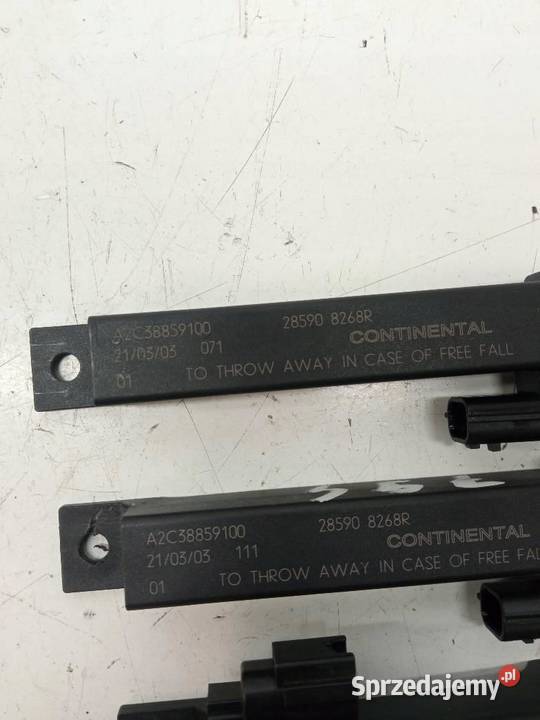 A2C38859100 28590 8268R
21/03/03 071 CONTINENTAL
01 TO THROW AWAY IN CASE OF FREE FALL
A2C38859100 28590 8268R
21/03/03 111 CONTINENTAL
01 TO THROW AWAY IN CASE OF FREE FAL
Sprzedajemy.pl